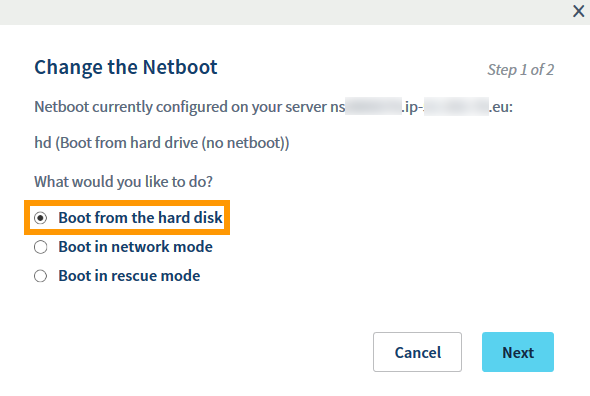 Change the Netboot
Step 1 of 2
Netboot currently configured on your server ns .ip- .eu:
hd (Boot from hard drive (no netboot))
What would you like to do?
Boot from the hard disk
Boot in network mode
Boot in rescue mode
Cancel
Next